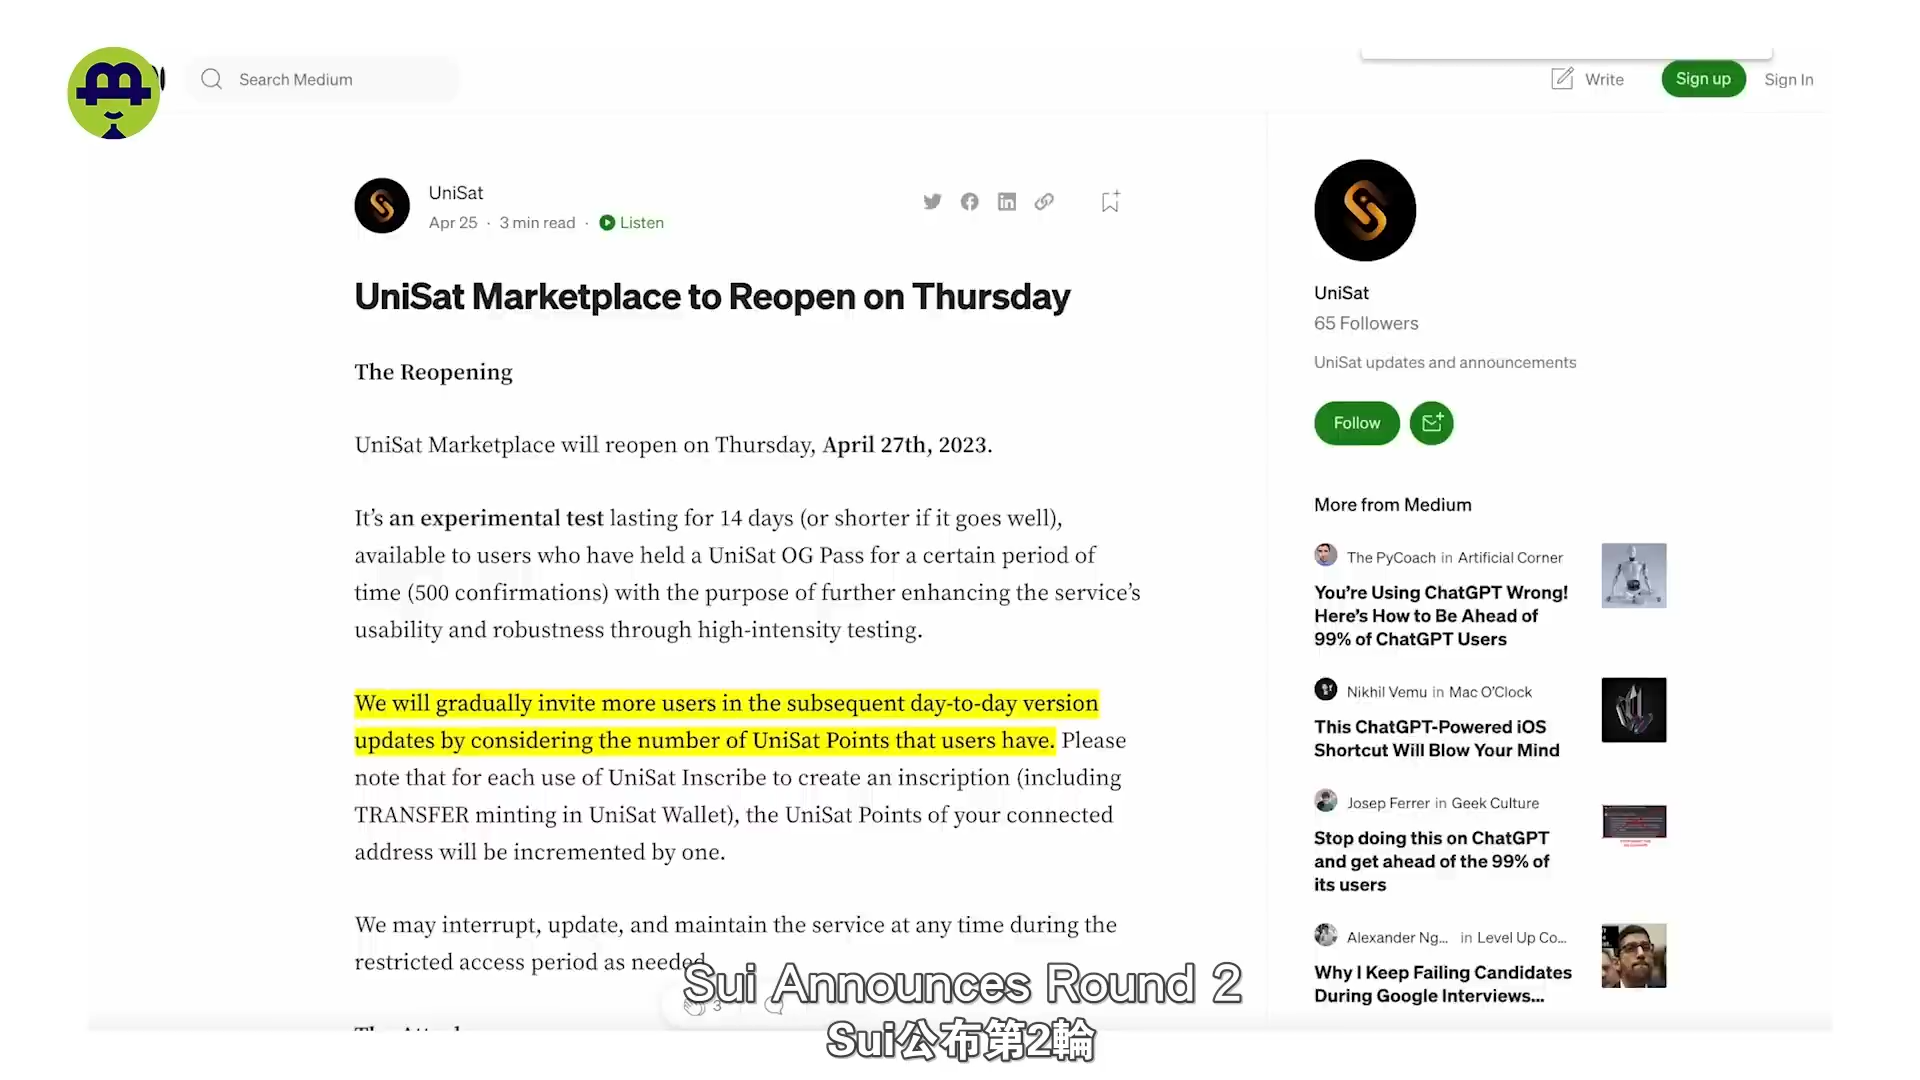 Search Medium
Write
Sign up
Sign In
UniSat
Apr 25 · 3 min read · Listen
UniSat Marketplace to Reopen on Thursday
The Reopening
UniSat Marketplace will reopen on Thursday, April 27th, 2023.
It’s an experimental test lasting for 14 days (or shorter if it goes well),
available to users who have held a UniSat OG Pass for a certain period of
time (500 confirmations) with the purpose of further enhancing the service’s
usability and robustness through high-intensity testing.
We will gradually invite more users in the subsequent day-to-day version
updates by considering the number of UniSat Points that users have. Please
note that for each use of UniSat Inscribe to create an inscription (including
TRANSFER minting in UniSat Wallet), the UniSat Points of your connected
address will be incremented by one.
We may interrupt, update, and maintain the service at any time during the
restricted access period as needed
3
UniSat
65 Followers
UniSat updates and announcements
Follow
More from Medium
The PyCoach in Artificial Corner
You’re Using ChatGPT Wrong!
Here’s How to Be Ahead of
99% of ChatGPT Users
Nikhil Vemu in Mac O’Clock
This ChatGPT-Powered iOS
Shortcut Will Blow Your Mind
Josep Ferrer in Geek Culture
Stop doing this on ChatGPT
and get ahead of the 99% of
its users
Alexander Ng... in Level Up Co...
Why I Keep Failing Candidates
During Google Interviews...
Sui Announces Round 2
Sui公布第2輪